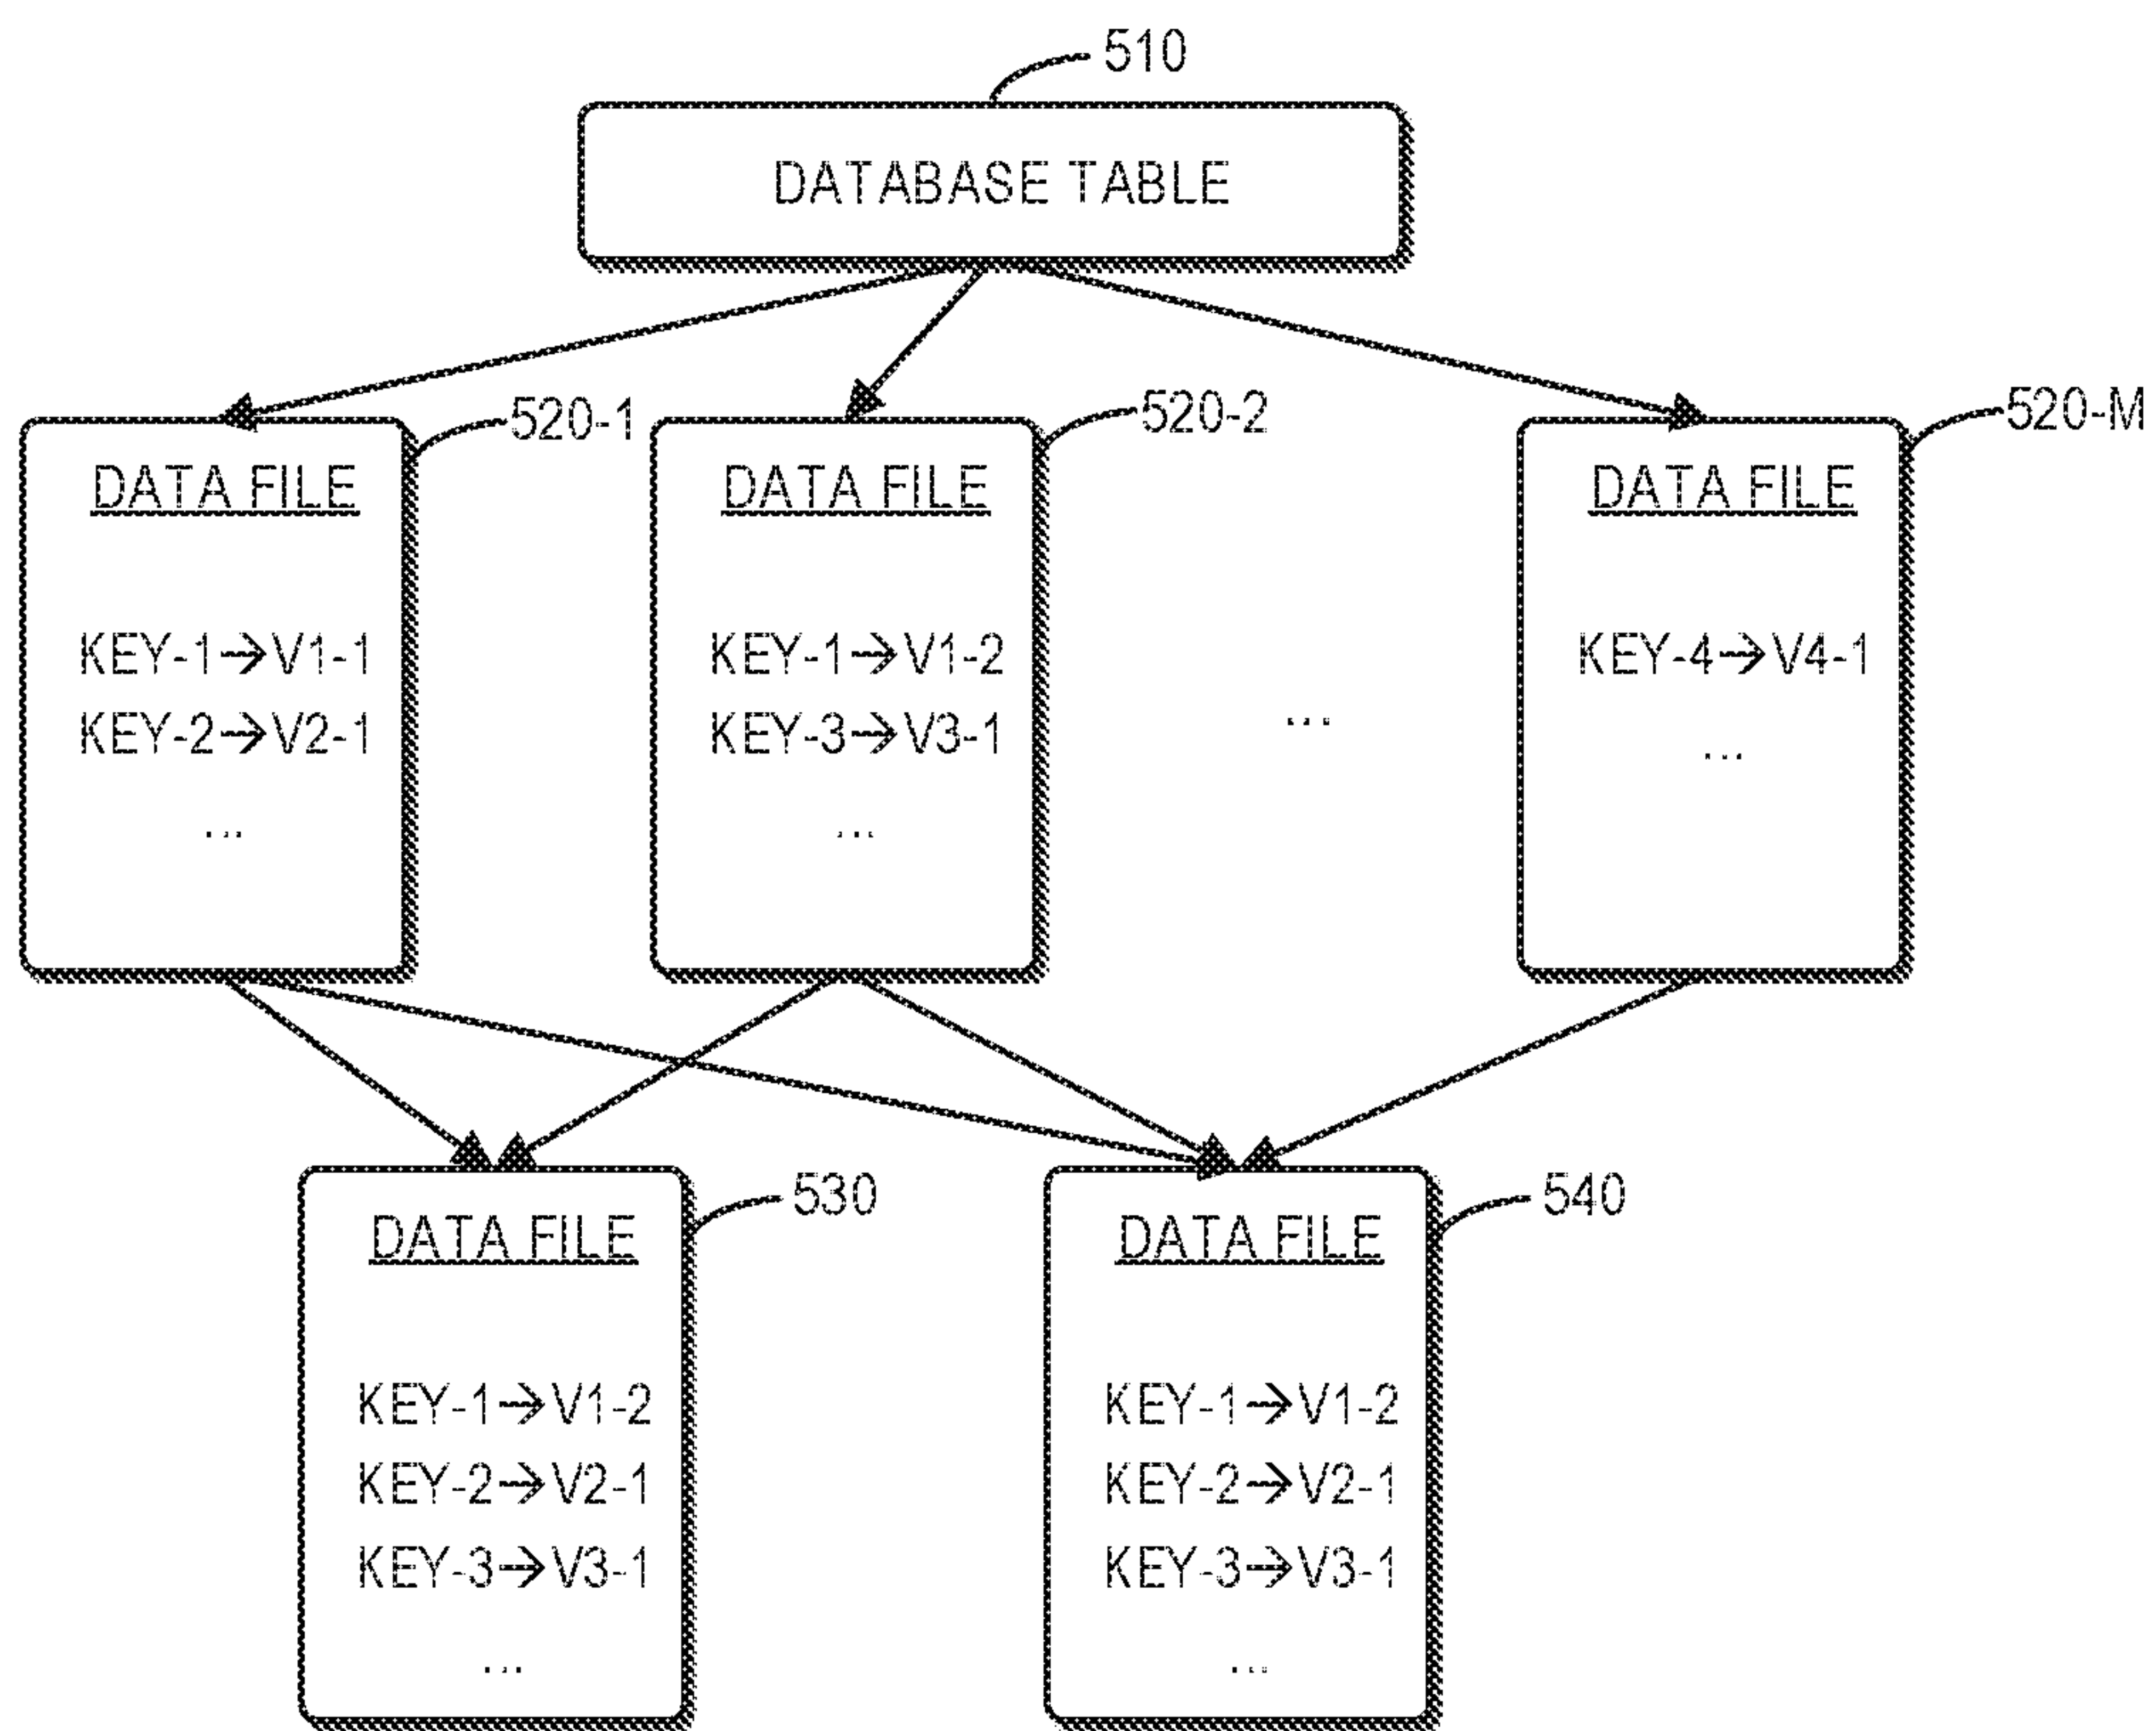 510
DATABASE TABLE
520-1
520-2
520-M
DATA FILE
KEY-1→V1-1
KEY-2→V2-1
...
DATA FILE
KEY-1→V1-2
KEY-3→V3-1
...
...
DATA FILE
KEY-4→V4-1
...
530
DATA FILE
KEY-1→V1-2
KEY-2→V2-1
KEY-3→V3-1
...
540
DATA FILE
KEY-1→V1-2
KEY-2→V2-1
KEY-3→V3-1
...